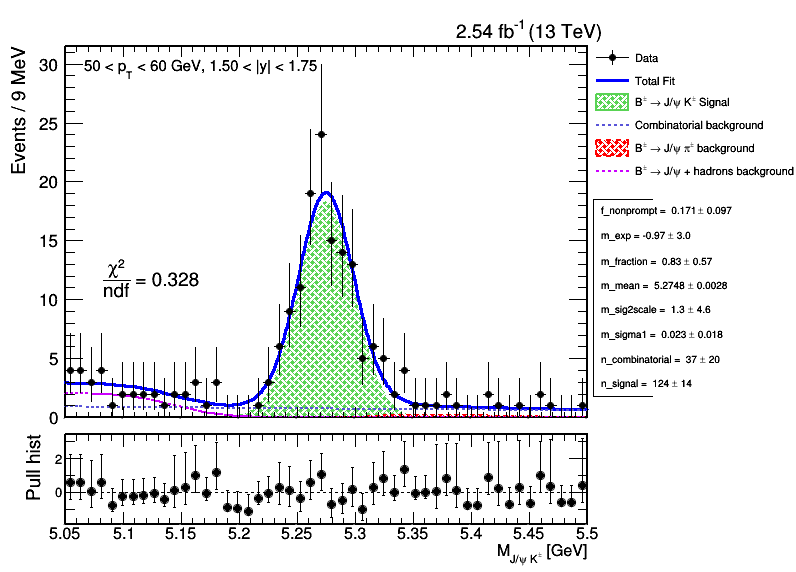 2.54 fb⁻¹ (13 TeV)
Events / 9 MeV
50 < p_T < 60 GeV, 1.50 < |y| < 1.75
30
25
20
15
10
5
0
χ²/ndf = 0.328
Data
Total Fit
B± → J/ψ K± Signal
Combinatorial background
B± → J/ψ π± background
B± → J/ψ + hadrons background
f_nonprompt = 0.171 ± 0.097
m_exp = -0.97 ± 3.0
m_fraction = 0.83 ± 0.57
m_mean = 5.2748 ± 0.0028
m_sig2scale = 1.3 ± 4.6
m_sigma1 = 0.023 ± 0.018
n_combinatorial = 37 ± 20
n_signal = 124 ± 14
Pull hist
2
0
5.05 5.1 5.15 5.2 5.25 5.3 5.35 5.4 5.45 5.5
M_J/ψ K± [GeV]